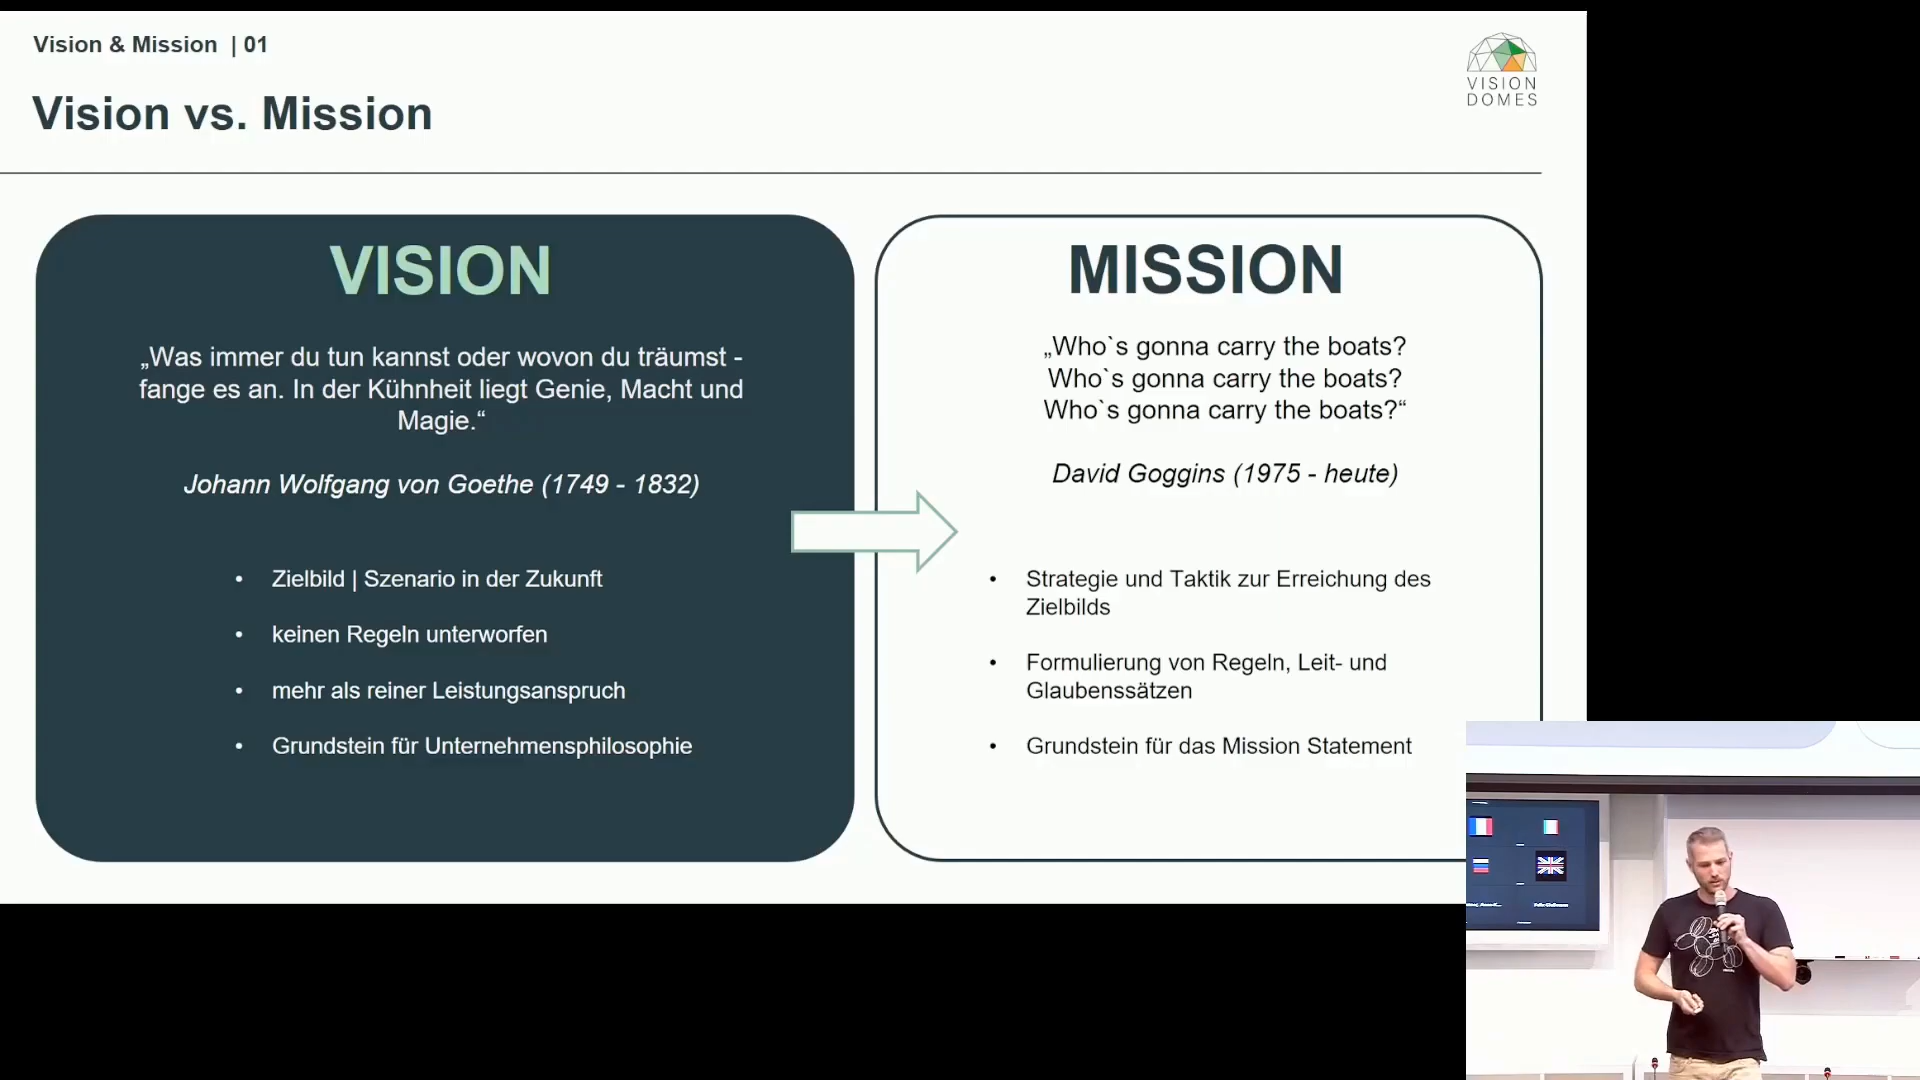 Vision & Mission | 01
VISION
DOMES
Vision vs. Mission
VISION
„Was immer du tun kannst oder wovon du träumst -
fange es an. In der Kühnheit liegt Genie, Macht und
Magie.“
Johann Wolfgang von Goethe (1749 - 1832)
• Zielbild | Szenario in der Zukunft
• keinen Regeln unterworfen
• mehr als reiner Leistungsanspruch
• Grundstein für Unternehmensphilosophie
MISSION
„Who`s gonna carry the boats?
Who`s gonna carry the boats?
Who`s gonna carry the boats?“
David Goggins (1975 - heute)
• Strategie und Taktik zur Erreichung des
Zielbilds
• Formulierung von Regeln, Leit- und
Glaubenssätzen
• Grundstein für das Mission Statement